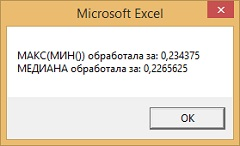 Microsoft Excel
МАКС(МИН()) обработала за: 0,234375
МЕДИАНА обработала за: 0,2265625
OK